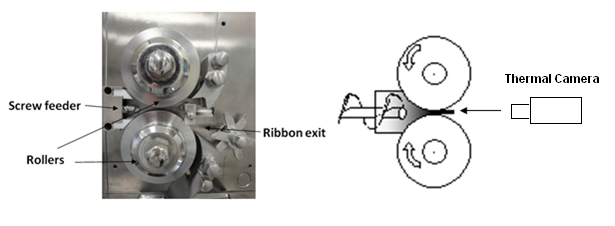 Thermal Camera
Screw feeder
Ribbon exit
Rollers